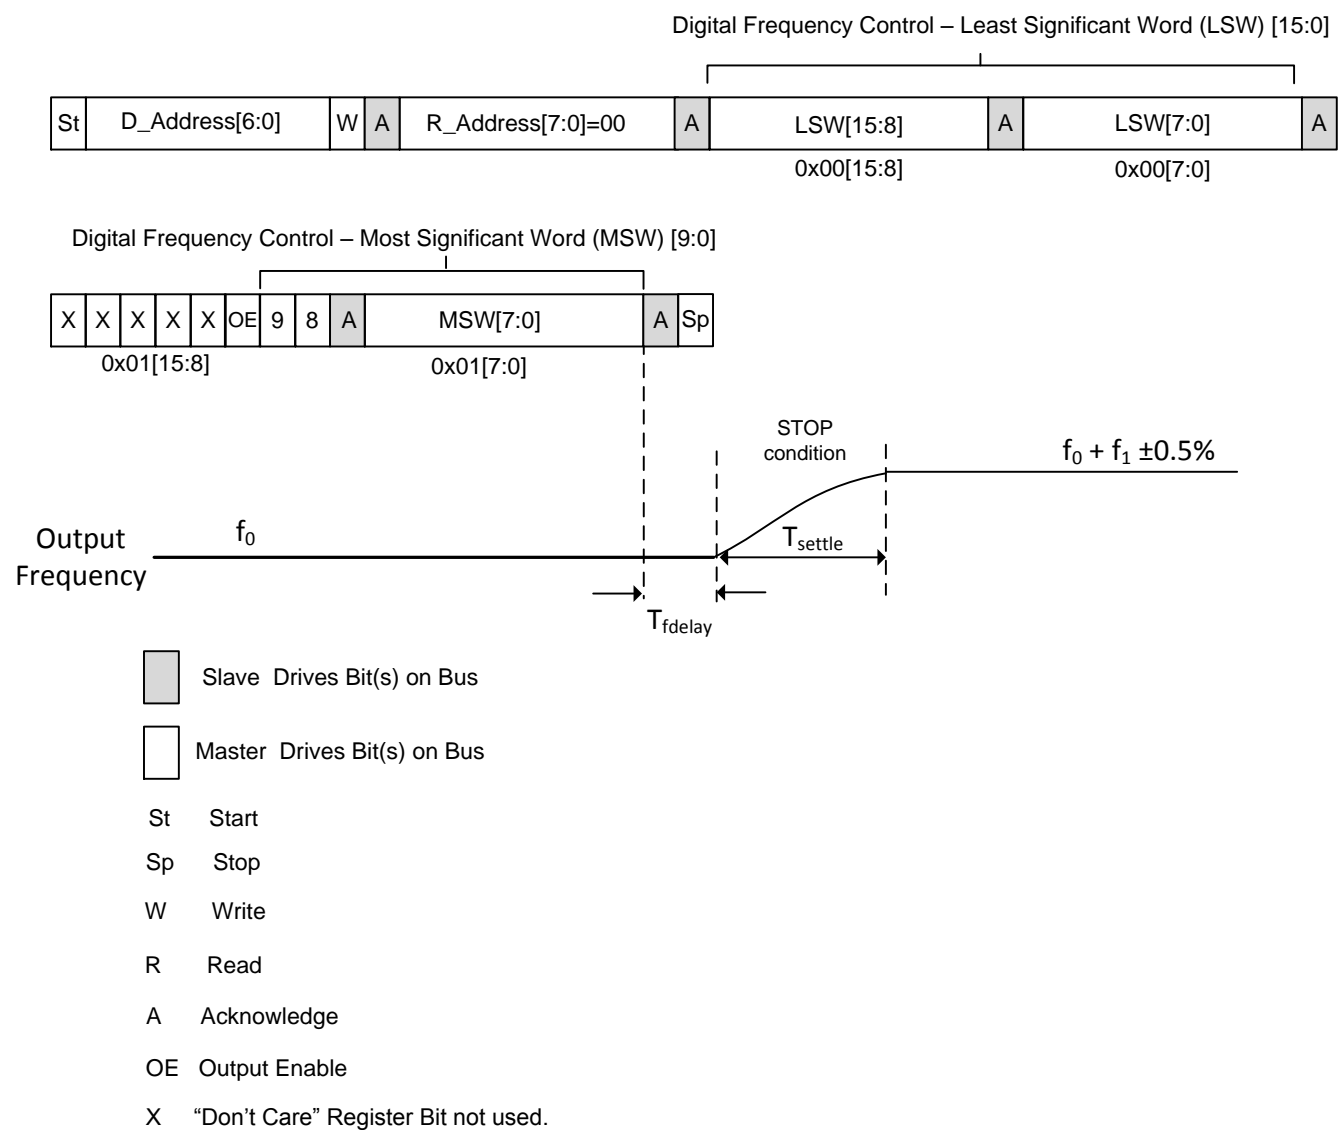 Digital Frequency Control – Least Significant Word (LSW) [15:0]
St D_Address[6:0] W A R_Address[7:0]=00 A LSW[15:8] A LSW[7:0] A
0x00[15:8] 0x00[7:0]
Digital Frequency Control – Most Significant Word (MSW) [9:0]
X X X X X OE 9 8 A MSW[7:0] A Sp
0x01[15:8] 0x01[7:0]
STOP
condition
f₀ + f₁ ±0.5%
Output
Frequency
f₀
Tsettle
Tfdelay
Slave Drives Bit(s) on Bus
Master Drives Bit(s) on Bus
St Start
Sp Stop
W Write
R Read
A Acknowledge
OE Output Enable
X “Don’t Care” Register Bit not used.